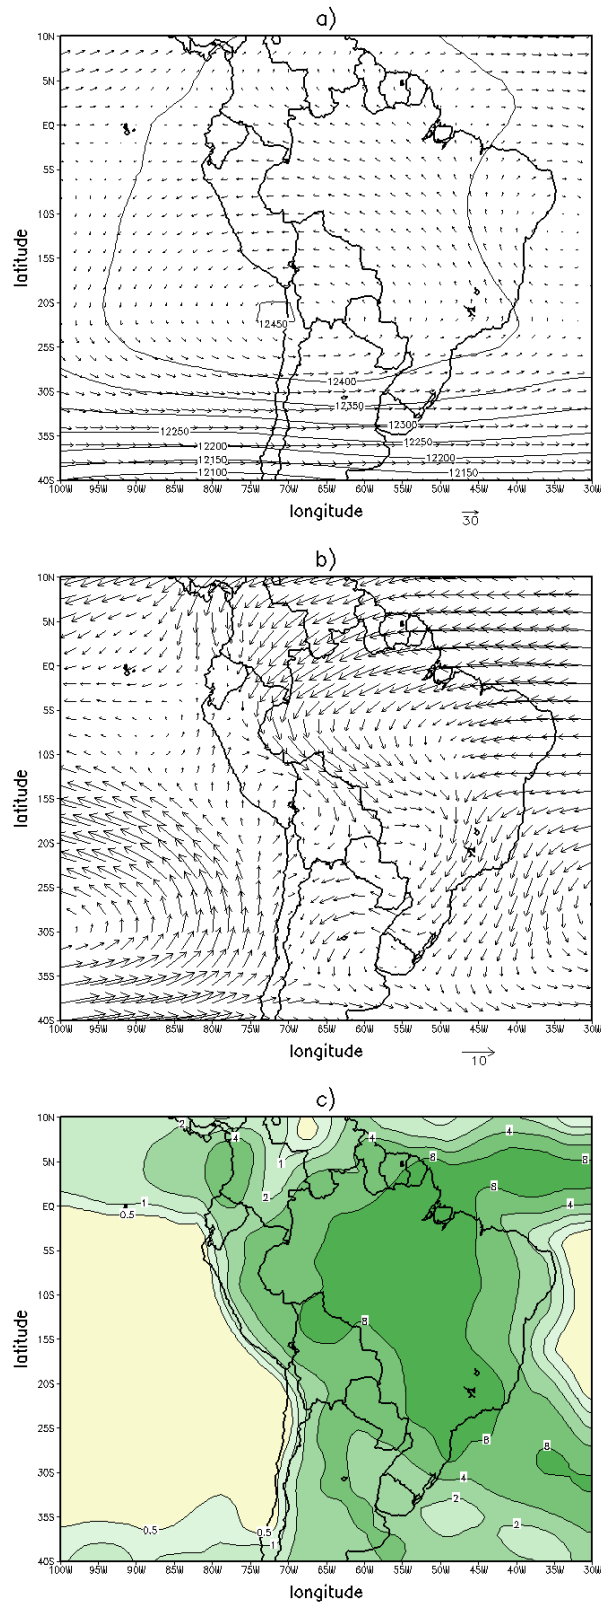 a)
10N
5N
EQ
5S
10S
15S
20S
25S
30S
35S
40S
latitude
12450
12400
12350
12300
12250
12250
12200
12200
12150
12150
12100
100W 95W 90W 85W 80W 75W 70W 65W 60W 55W 50W 45W 40W 35W 30W
longitude
30
b)
10N
5N
EQ
5S
10S
15S
20S
25S
30S
35S
40S
latitude
100W 95W 90W 85W 80W 75W 70W 65W 60W 55W 50W 45W 40W 35W 30W
longitude
10
c)
10N
5N
EQ
5S
10S
15S
20S
25S
30S
35S
40S
latitude
2
4
4
4
1
8
8
2
1
0.5
8
4
8
8
8
4
2
2
0.5
0.5
1
100W 95W 90W 85W 80W 75W 70W 65W 60W 55W 50W 45W 40W 35W 30W
longitude